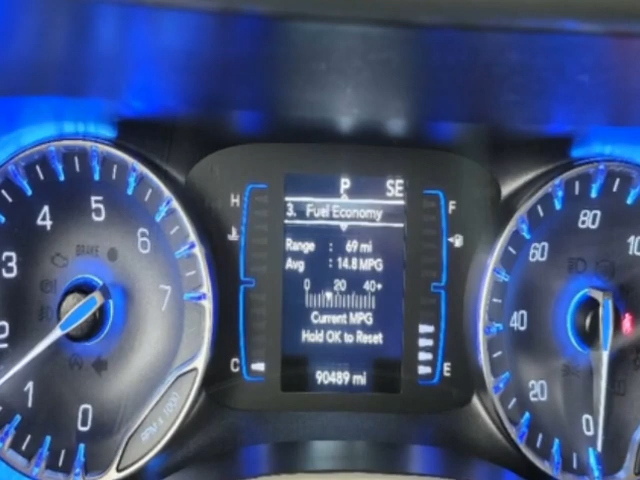 P SE
3. Fuel Economy
Range : 69 mi
Avg : 14.8 MPG
0 20 40+
Current MPG
Hold OK to Reset
90489 mi
H
C
F
E
BRAKE
0
1
2
3
4
5
6
7
RPM x 1000
0
20
40
60
80